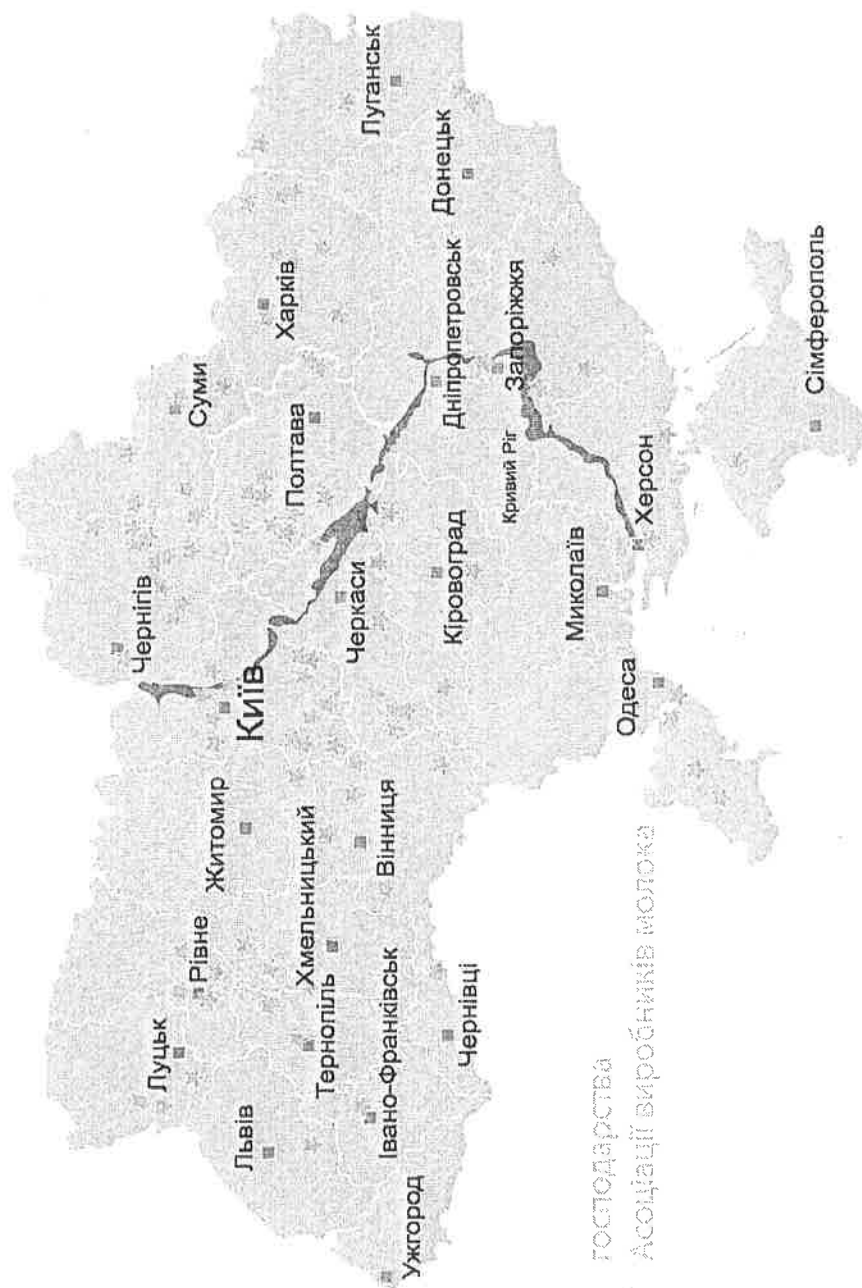 Чернігів
Суми
Луцьк
Рівне
Житомир
Київ
Харків
Львів
Полтава
Луганськ
Тернопіль
Хмельницький
Черкаси
Івано-Франківськ
Вінниця
Ужгород
Кіровоград
Дніпропетровськ
Донецьк
Чернівці
Кривий Ріг
Запоріжжя
Миколаїв
Одеса
Херсон
Сімферополь
господарства
Асоціації виробників молока